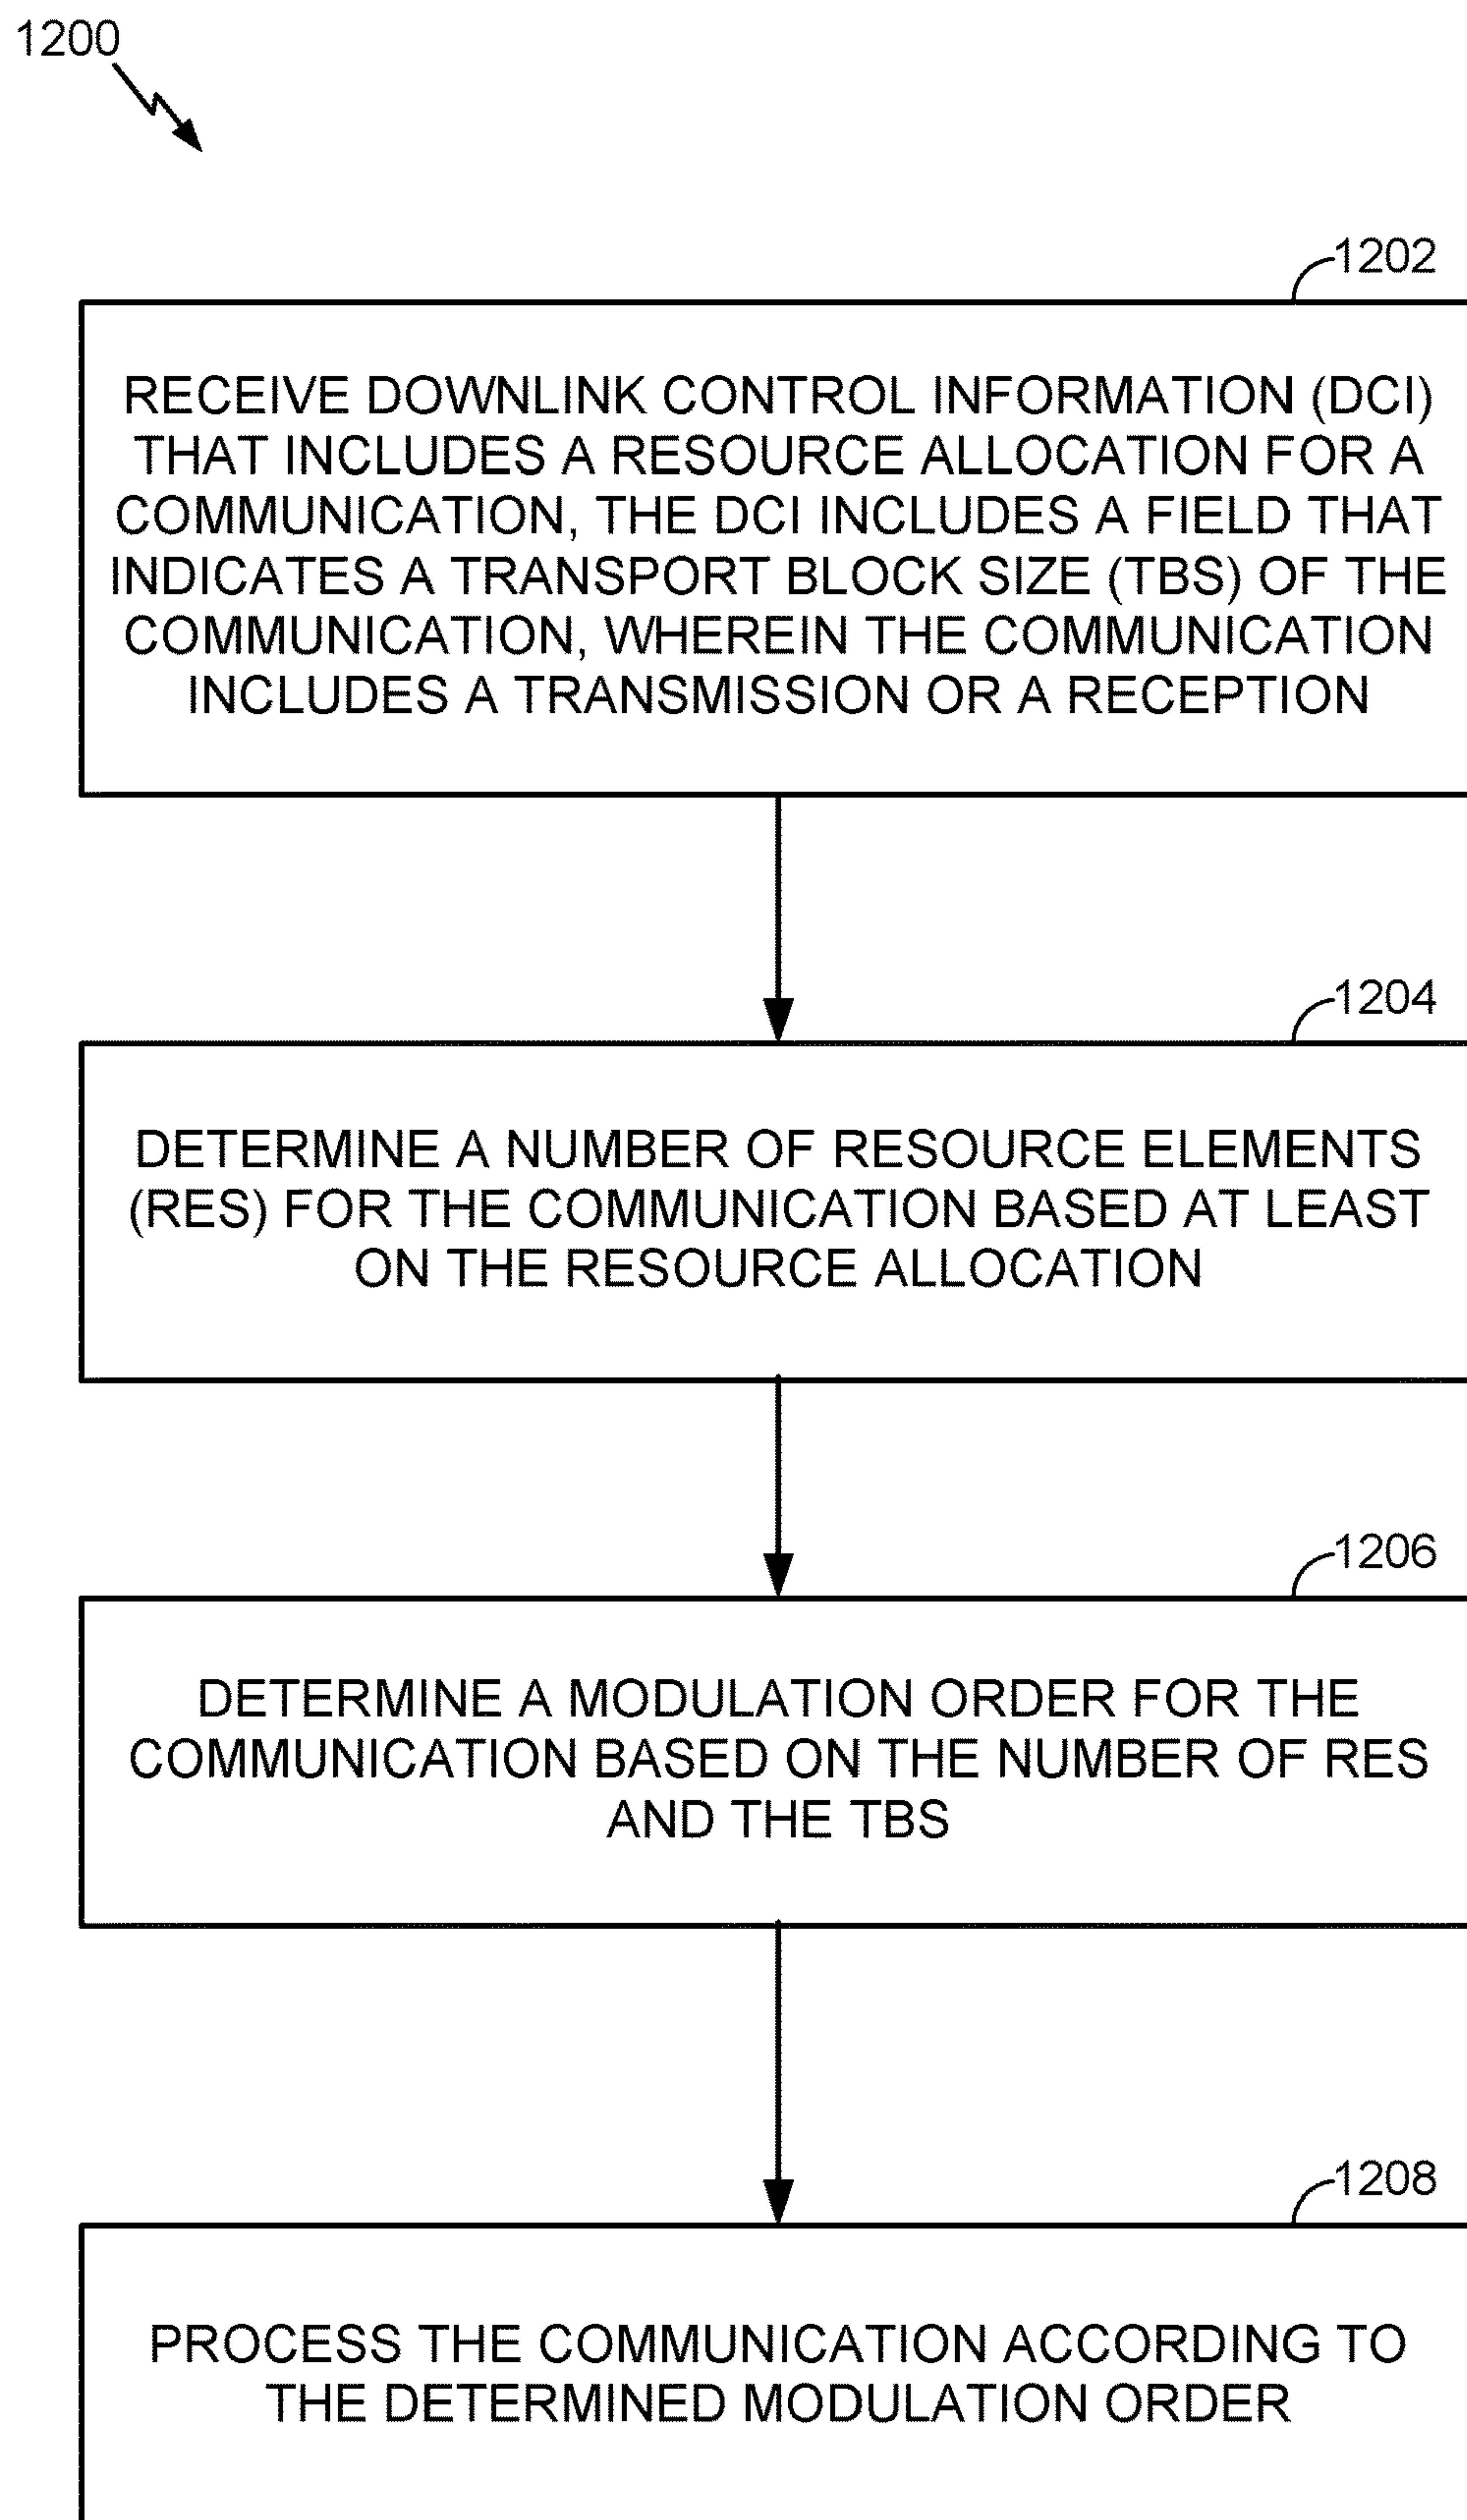 1200
1202
RECEIVE DOWNLINK CONTROL INFORMATION (DCI)
THAT INCLUDES A RESOURCE ALLOCATION FOR A
COMMUNICATION, THE DCI INCLUDES A FIELD THAT
INDICATES A TRANSPORT BLOCK SIZE (TBS) OF THE
COMMUNICATION, WHEREIN THE COMMUNICATION
INCLUDES A TRANSMISSION OR A RECEPTION
1204
DETERMINE A NUMBER OF RESOURCE ELEMENTS
(RES) FOR THE COMMUNICATION BASED AT LEAST
ON THE RESOURCE ALLOCATION
1206
DETERMINE A MODULATION ORDER FOR THE
COMMUNICATION BASED ON THE NUMBER OF RES
AND THE TBS
1208
PROCESS THE COMMUNICATION ACCORDING TO
THE DETERMINED MODULATION ORDER